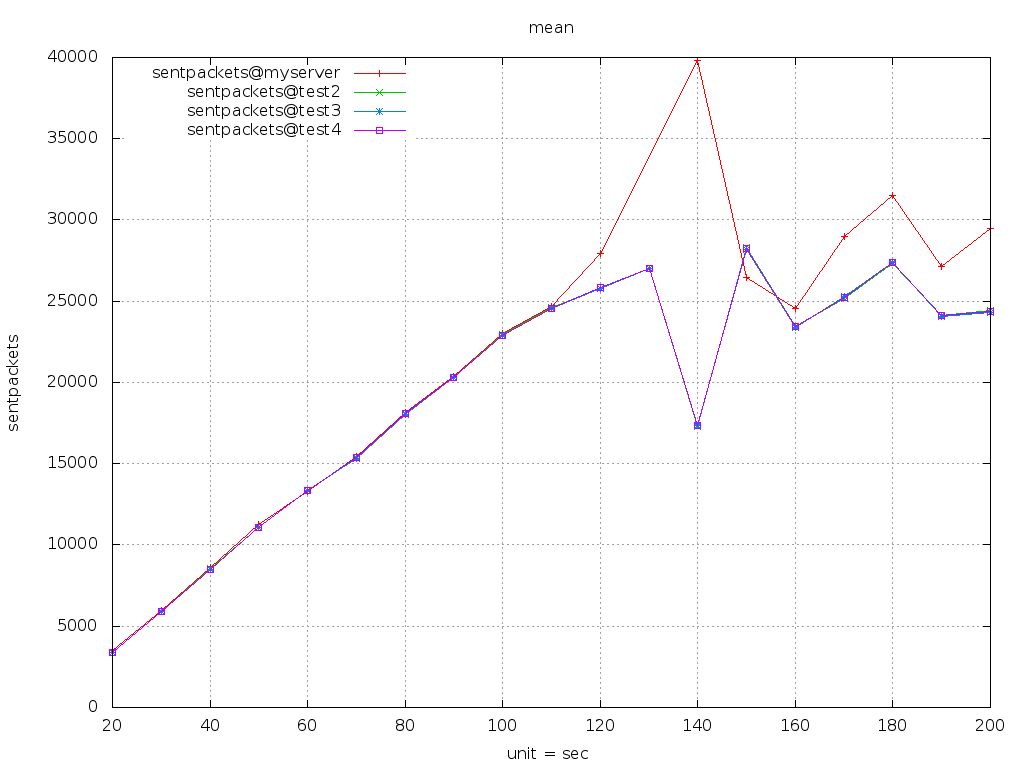 mean
40000
35000
30000
25000
20000
15000
10000
5000
0
sentpackets
sentpackets@myserver
sentpackets@test2
sentpackets@test3
sentpackets@test4
20 40 60 80 100 120 140 160 180 200
unit = sec